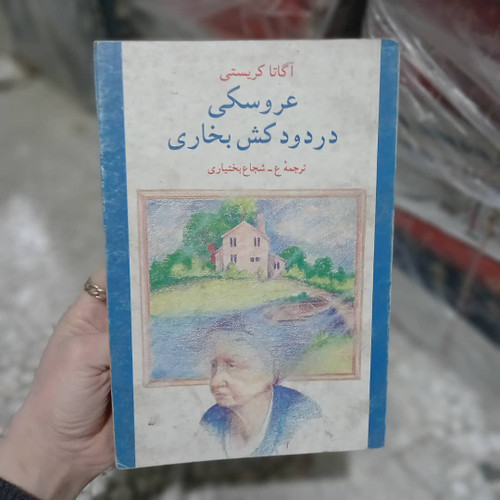 آگاتا کریستی
عروسکی
در دودکش بخاری
ترجمهٔ ع - شجاع بختیاری